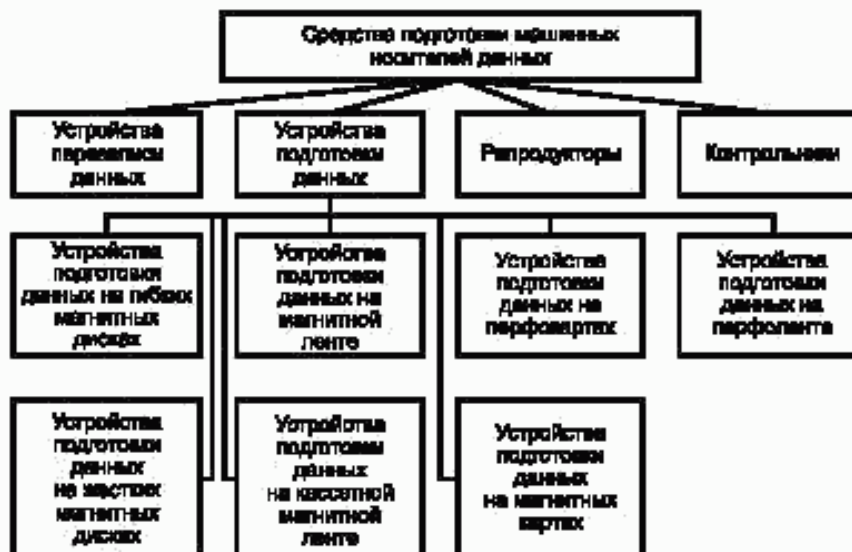 Средства подготовки машинных
носителей данных
Устройства
перезаписи
данных
Устройства
подготовки
данных
Репродукторы
Контрольники
Устройства
подготовки
данных на гибких
магнитных
дисках
Устройства
подготовки
данных на
магнитной
ленте
Устройства
подготовки
данных на
перфокартах
Устройства
подготовки
данных на
перфоленте
Устройства
подготовки
данных
на жестких
магнитных
дисках
Устройства
подготовки
данных
на кассетной
магнитной
ленте
Устройства
подготовки
данных
на магнитных
картах